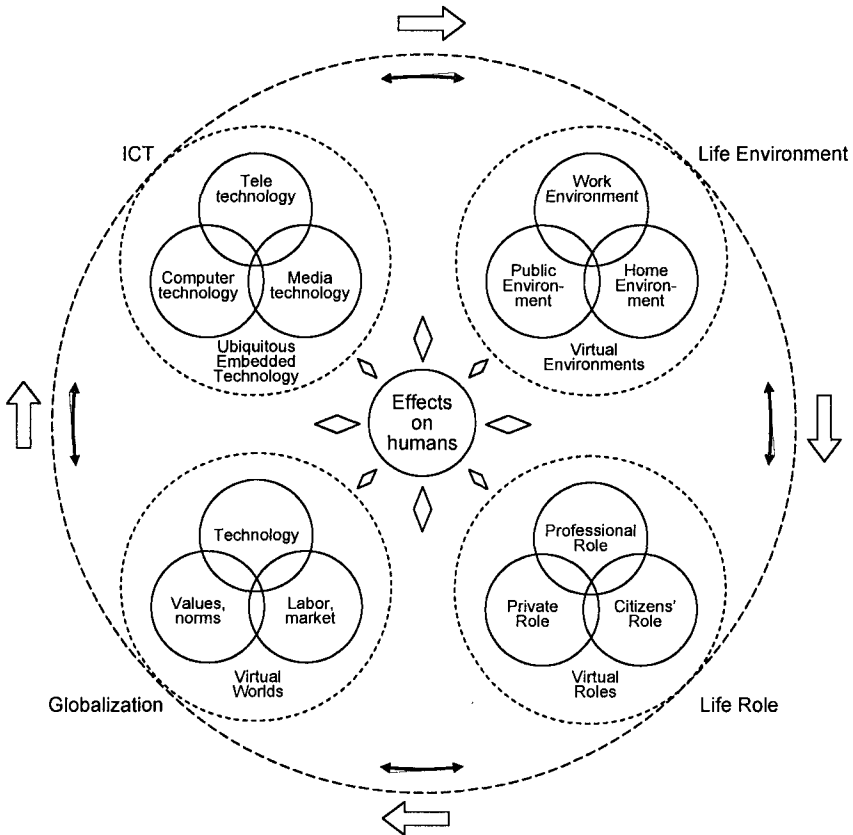 ICT
Life Environment
Tele
technology
Computer
technology
Media
technology
Ubiquitous
Embedded
Technology
Work
Environment
Public
Environ-
ment
Home
Environ-
ment
Virtual
Environments
Effects
on
humans
Technology
Values,
norms
Labor,
market
Virtual
Worlds
Professional
Role
Private
Role
Citizens'
Role
Virtual
Roles
Globalization
Life Role